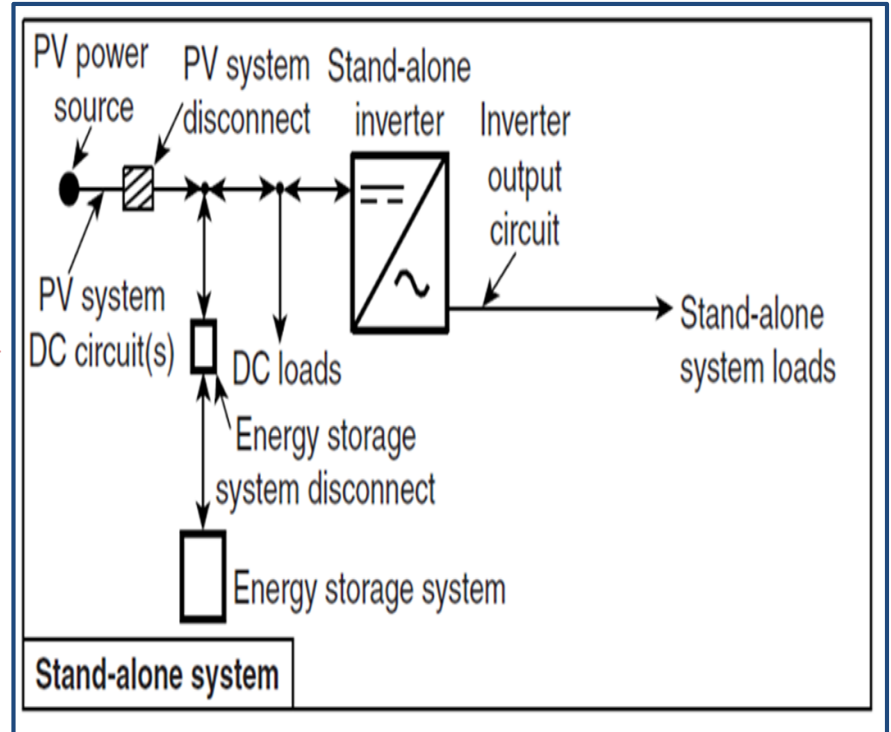 PV power
source
PV system
disconnect
Stand-alone
inverter
Inverter
output
circuit
PV system
DC circuit(s)
DC loads
Energy storage
system disconnect
Stand-alone
system loads
Energy storage system
Stand-alone system